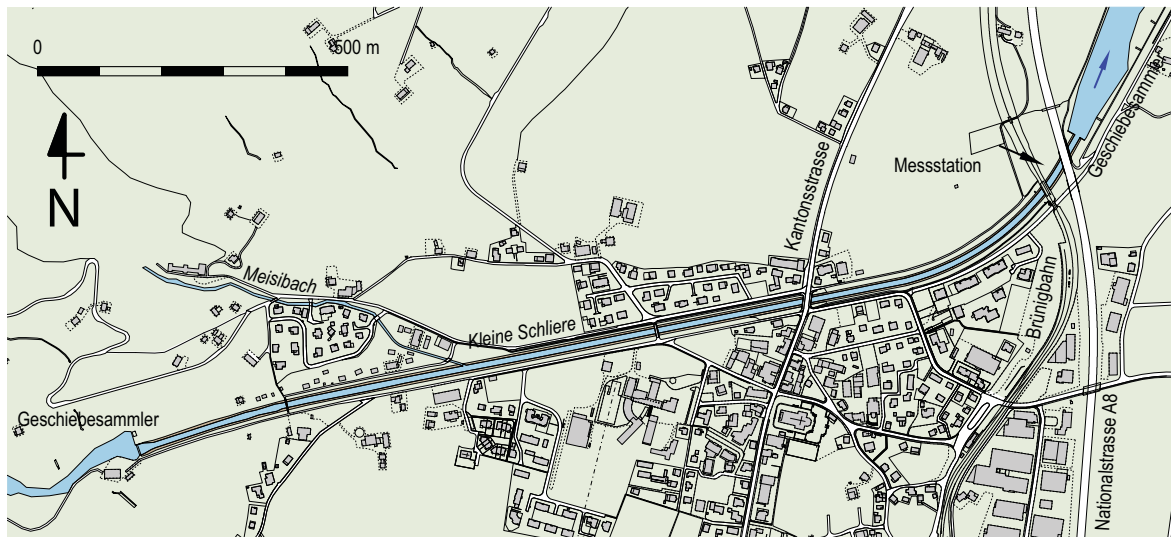 0
500 m
N
Messstation
Geschiebesammler
Kantonsstrasse
Meisibach
Kleine Schliere
Brünigbahn
Geschiebesammler
Nationalstrasse A8